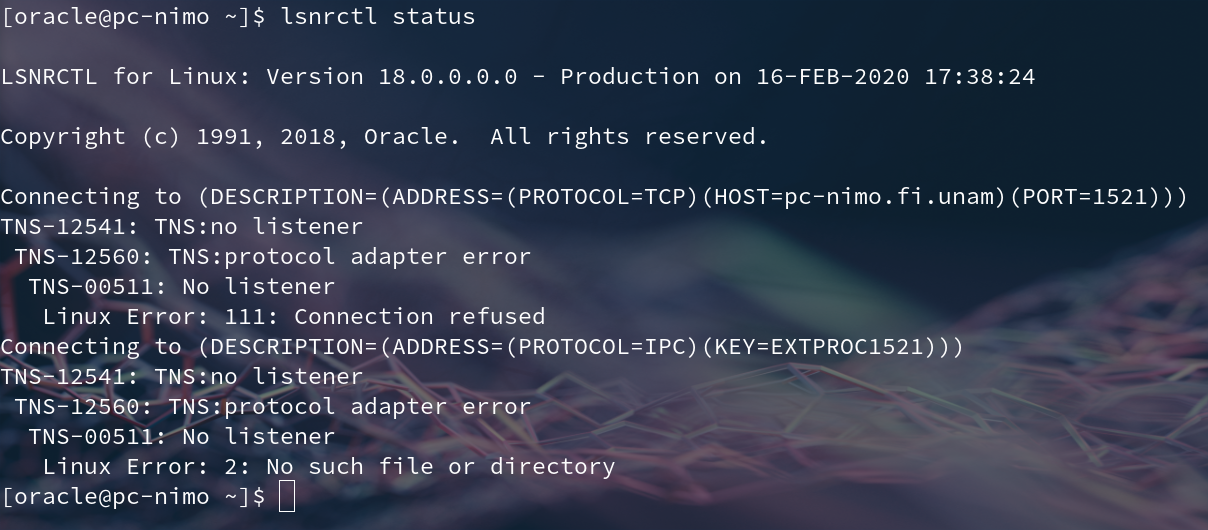 [oracle@pc-nimo ~]$ lsnrctl status
LSNRCTL for Linux: Version 18.0.0.0.0 - Production on 16-FEB-2020 17:38:24
Copyright (c) 1991, 2018, Oracle.  All rights reserved.
Connecting to (DESCRIPTION=(ADDRESS=(PROTOCOL=TCP)(HOST=pc-nimo.fi.unam)(PORT=1521)))
TNS-12541: TNS:no listener
 TNS-12560: TNS:protocol adapter error
  TNS-00511: No listener
   Linux Error: 111: Connection refused
Connecting to (DESCRIPTION=(ADDRESS=(PROTOCOL=IPC)(KEY=EXTPROC1521)))
TNS-12541: TNS:no listener
 TNS-12560: TNS:protocol adapter error
  TNS-00511: No listener
   Linux Error: 2: No such file or directory
[oracle@pc-nimo ~]$